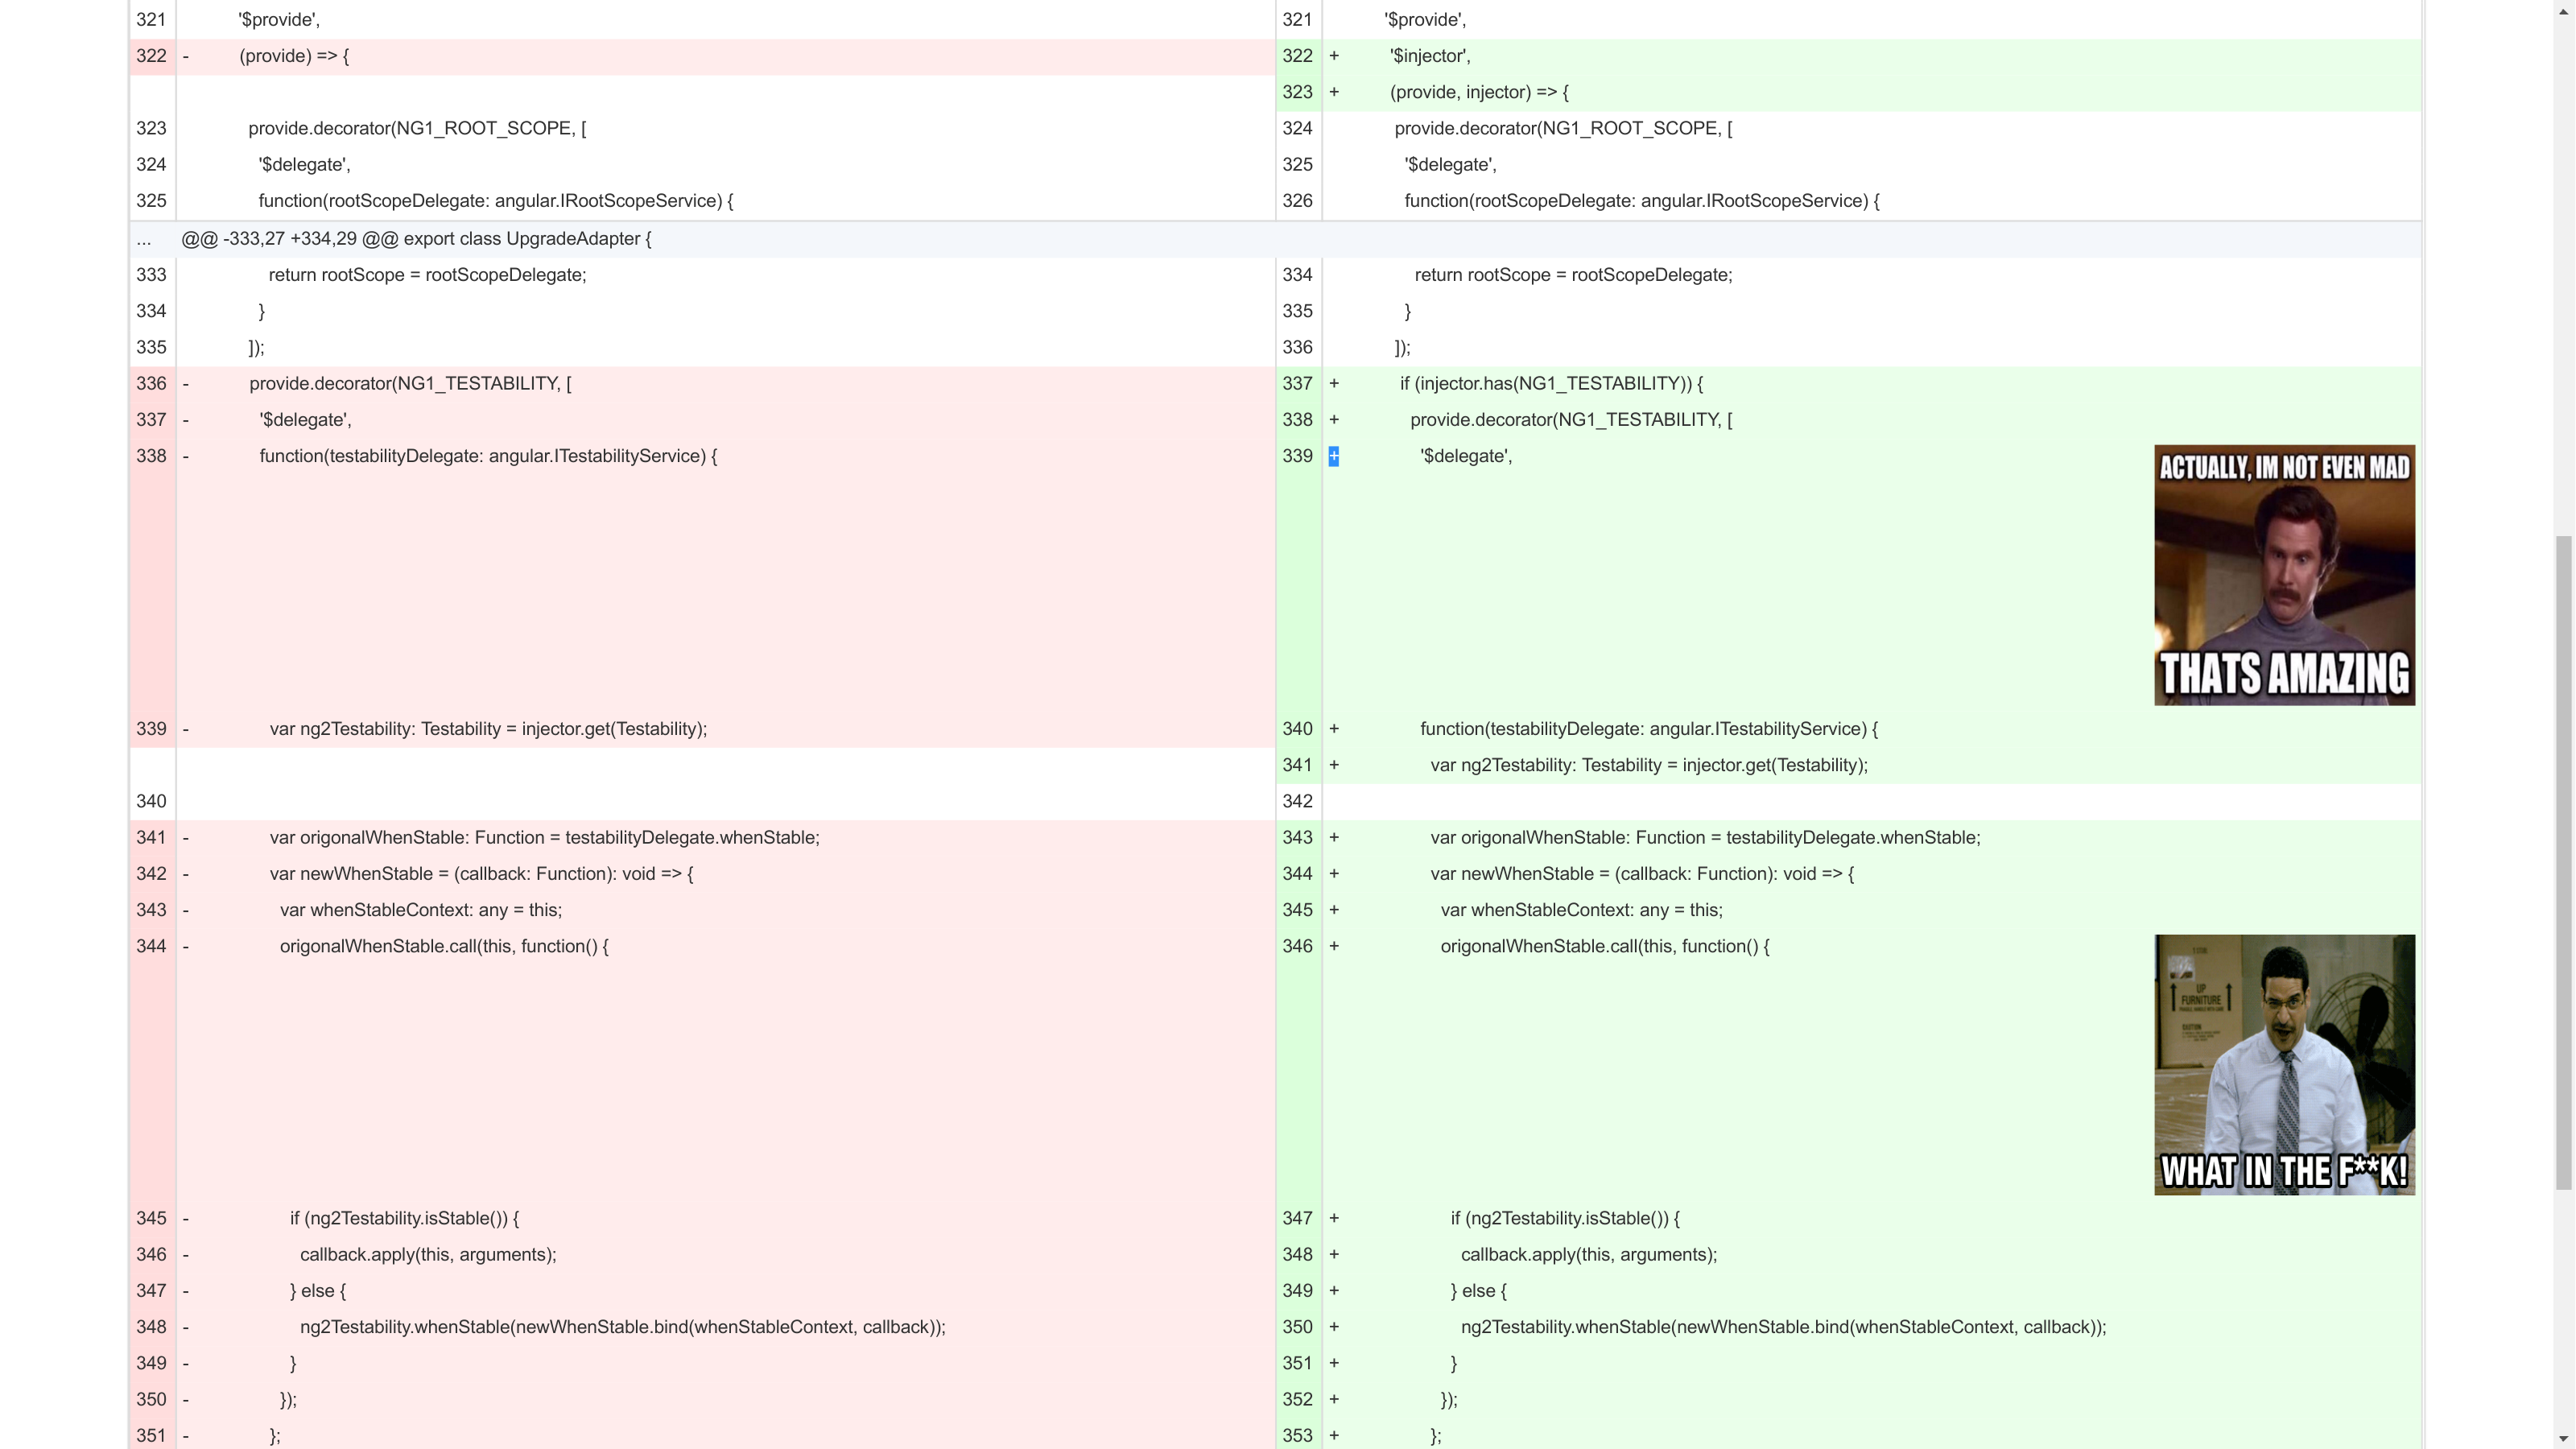 321 '$provide', 321 '$provide',
322 - (provide) => { 322 + '$injector',
323 + (provide, injector) => {
323 provide.decorator(NG1_ROOT_SCOPE, [ 324 provide.decorator(NG1_ROOT_SCOPE, [
324 '$delegate', 325 '$delegate',
325 function(rootScopeDelegate: angular.IRootScopeService) { 326 function(rootScopeDelegate: angular.IRootScopeService) {
... @@ -333,27 +334,29 @@ export class UpgradeAdapter {
333 return rootScope = rootScopeDelegate; 334 return rootScope = rootScopeDelegate;
334 } 335 }
335 ]); 336 ]);
336 - provide.decorator(NG1_TESTABILITY, [ 337 + if (injector.has(NG1_TESTABILITY)) {
337 - '$delegate', 338 + provide.decorator(NG1_TESTABILITY, [
338 - function(testabilityDelegate: angular.ITestabilityService) { 339 + '$delegate',
ACTUALLY, IM NOT EVEN MAD
THATS AMAZING
339 - var ng2Testability: Testability = injector.get(Testability); 340 + function(testabilityDelegate: angular.ITestabilityService) {
341 + var ng2Testability: Testability = injector.get(Testability);
340 342
341 - var origonalWhenStable: Function = testabilityDelegate.whenStable; 343 + var origonalWhenStable: Function = testabilityDelegate.whenStable;
342 - var newWhenStable = (callback: Function): void => { 344 + var newWhenStable = (callback: Function): void => {
343 - var whenStableContext: any = this; 345 + var whenStableContext: any = this;
344 - origonalWhenStable.call(this, function() { 346 + origonalWhenStable.call(this, function() {
UP
FURNITURE
WHAT IN THE F**K!
345 - if (ng2Testability.isStable()) { 347 + if (ng2Testability.isStable()) {
346 - callback.apply(this, arguments); 348 + callback.apply(this, arguments);
347 - } else { 349 + } else {
348 - ng2Testability.whenStable(newWhenStable.bind(whenStableContext, callback)); 350 + ng2Testability.whenStable(newWhenStable.bind(whenStableContext, callback));
349 - } 351 + }
350 - }); 352 + });
351 - }; 353 + };